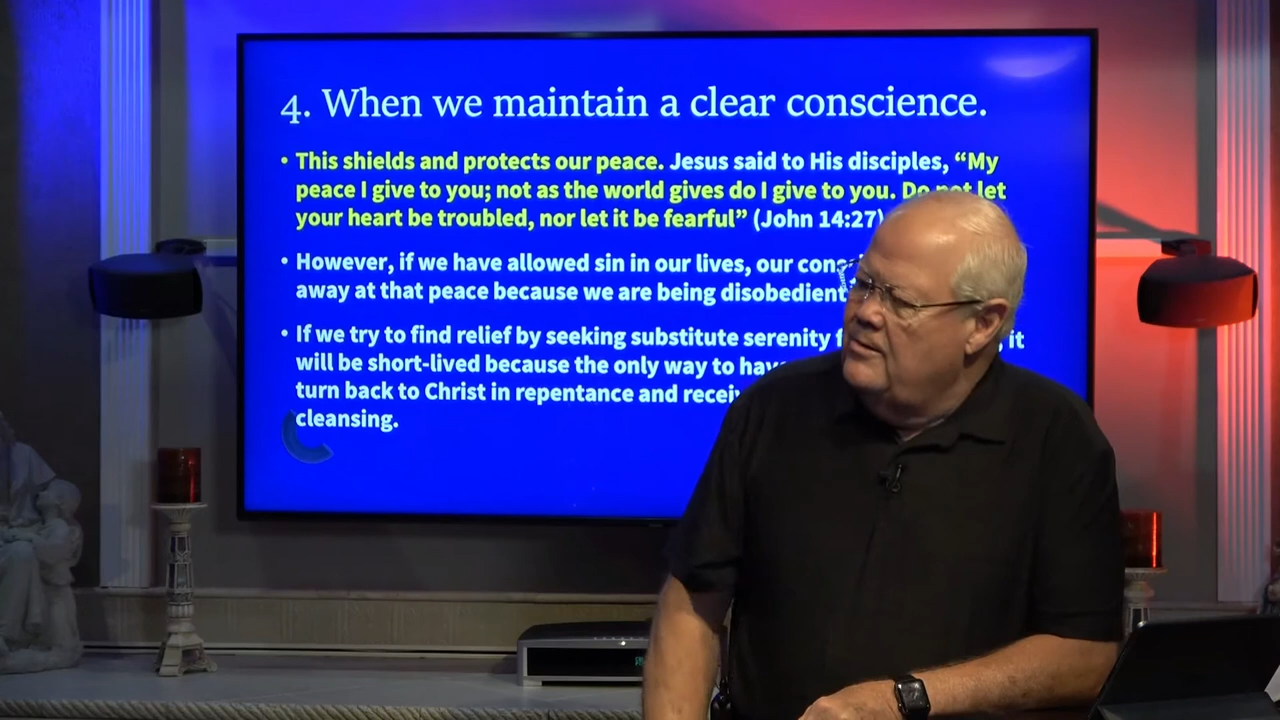 4. When we maintain a clear conscience.
• This shields and protects our peace. Jesus said to His disciples, “My
peace I give to you; not as the world gives do I give to you. Do not let
your heart be troubled, nor let it be fearful” (John 14:27)
• However, if we have allowed sin in our lives, our
away at that peace because we are being disobedient
• If we try to find relief by seeking substitute serenity it
will be short-lived because the only way to
turn back to Christ in repentance and
cleansing.